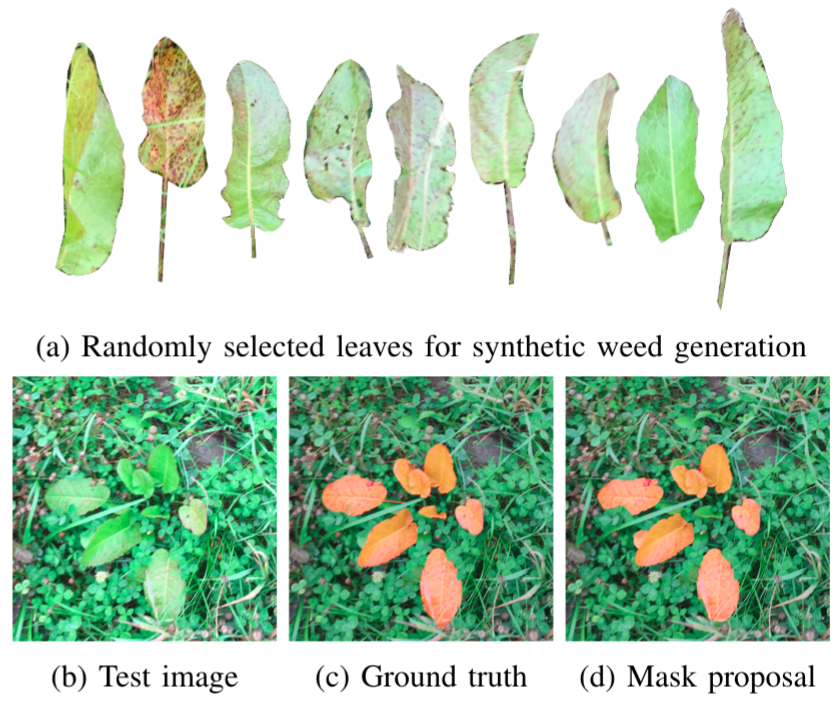 (a) Randomly selected leaves for synthetic weed generation
(b) Test image (c) Ground truth (d) Mask proposal